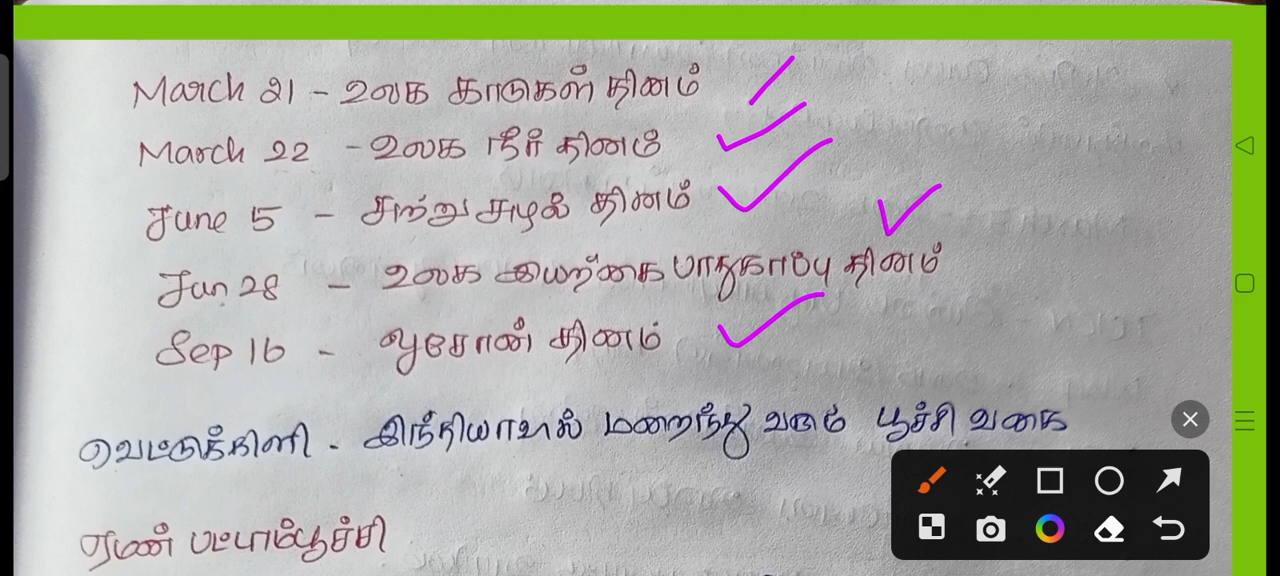 March 21 - உலக காடுகள் தினம்
March 22 - உலக நீர் தினம்
June 5 - சுற்று சுழல் தினம்
Jun 28 - உலக இயற்கை பாதுகாப்பு தினம்
Sep 16 - ஓசோன் தினம்
வெட்டுக்கிளி - இந்தியாவில் மறைந்து வரும் பூச்சி வகை
ஏமன் பட்டாம்பூச்சி